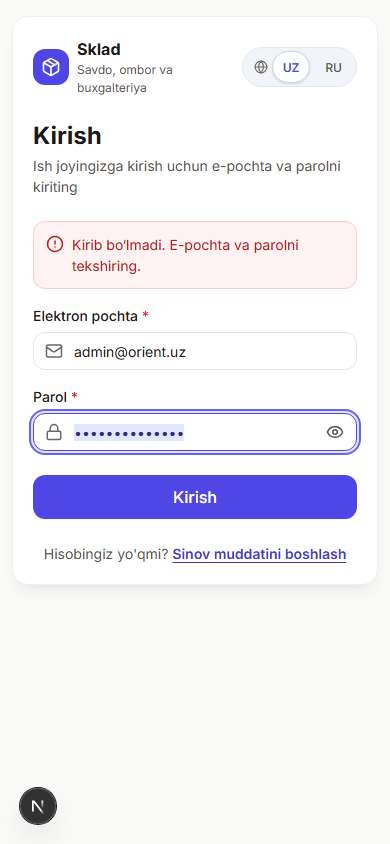 Sklad
Savdo, ombor va
buxgalteriya
UZ
RU
Kirish
Ish joyingizga kirish uchun e-pochta va parolni
kiriting
Kirib bo'lmadi. E-pochta va parolni
tekshiring.
Elektron pochta *
admin@orient.uz
Parol *
••••••••••••••
Kirish
Hisobingiz yo'qmi? Sinov muddatini boshlash
N